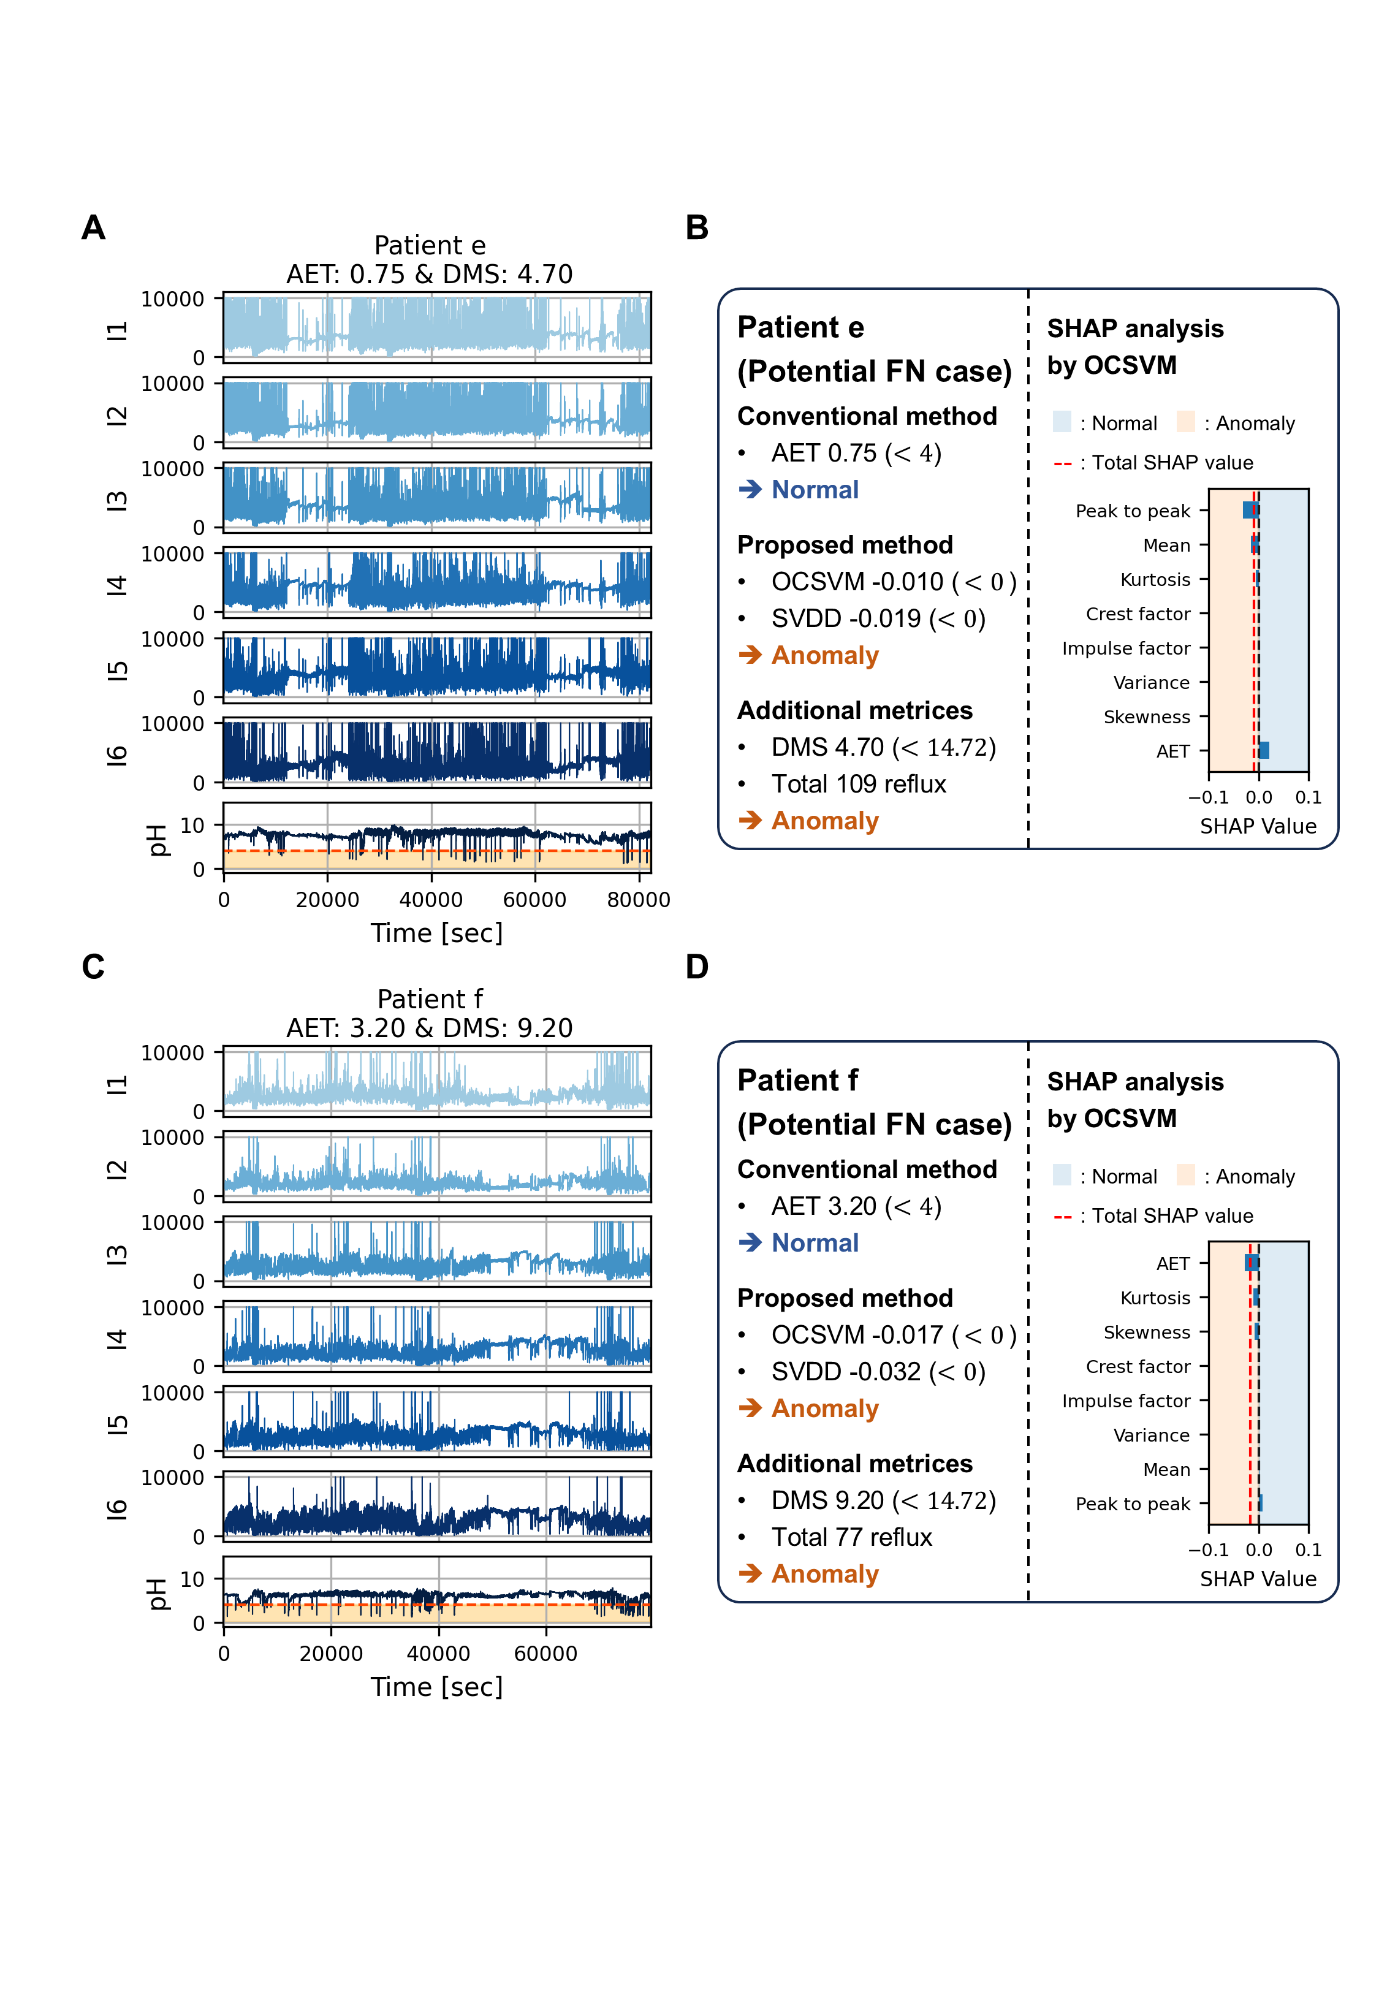 A
Patient e
AET: 0.75 & DMS: 4.70
I1
10000
0
I2
10000
0
I3
10000
0
I4
10000
0
I5
10000
0
I6
10000
0
pH
10
0
0 20000 40000 60000 80000
Time [sec]
B
Patient e
(Potential FN case)
Conventional method
• AET 0.75 (< 4)
➔ Normal
Proposed method
• OCSVM -0.010 (< 0)
• SVDD -0.019 (< 0)
➔ Anomaly
Additional metrices
• DMS 4.70 (< 14.72)
• Total 109 reflux
➔ Anomaly
SHAP analysis
by OCSVM
: Normal : Anomaly
: Total SHAP value
Peak to peak
Mean
Kurtosis
Crest factor
Impulse factor
Variance
Skewness
AET
−0.1 0.0 0.1
SHAP Value
C
Patient f
AET: 3.20 & DMS: 9.20
I1
10000
0
I2
10000
0
I3
10000
0
I4
10000
0
I5
10000
0
I6
10000
0
pH
10
0
0 20000 40000 60000
Time [sec]
D
Patient f
(Potential FN case)
Conventional method
• AET 3.20 (< 4)
➔ Normal
Proposed method
• OCSVM -0.017 (< 0)
• SVDD -0.032 (< 0)
➔ Anomaly
Additional metrices
• DMS 9.20 (< 14.72)
• Total 77 reflux
➔ Anomaly
SHAP analysis
by OCSVM
: Normal : Anomaly
: Total SHAP value
AET
Kurtosis
Skewness
Crest factor
Impulse factor
Variance
Mean
Peak to peak
−0.1 0.0 0.1
SHAP Value